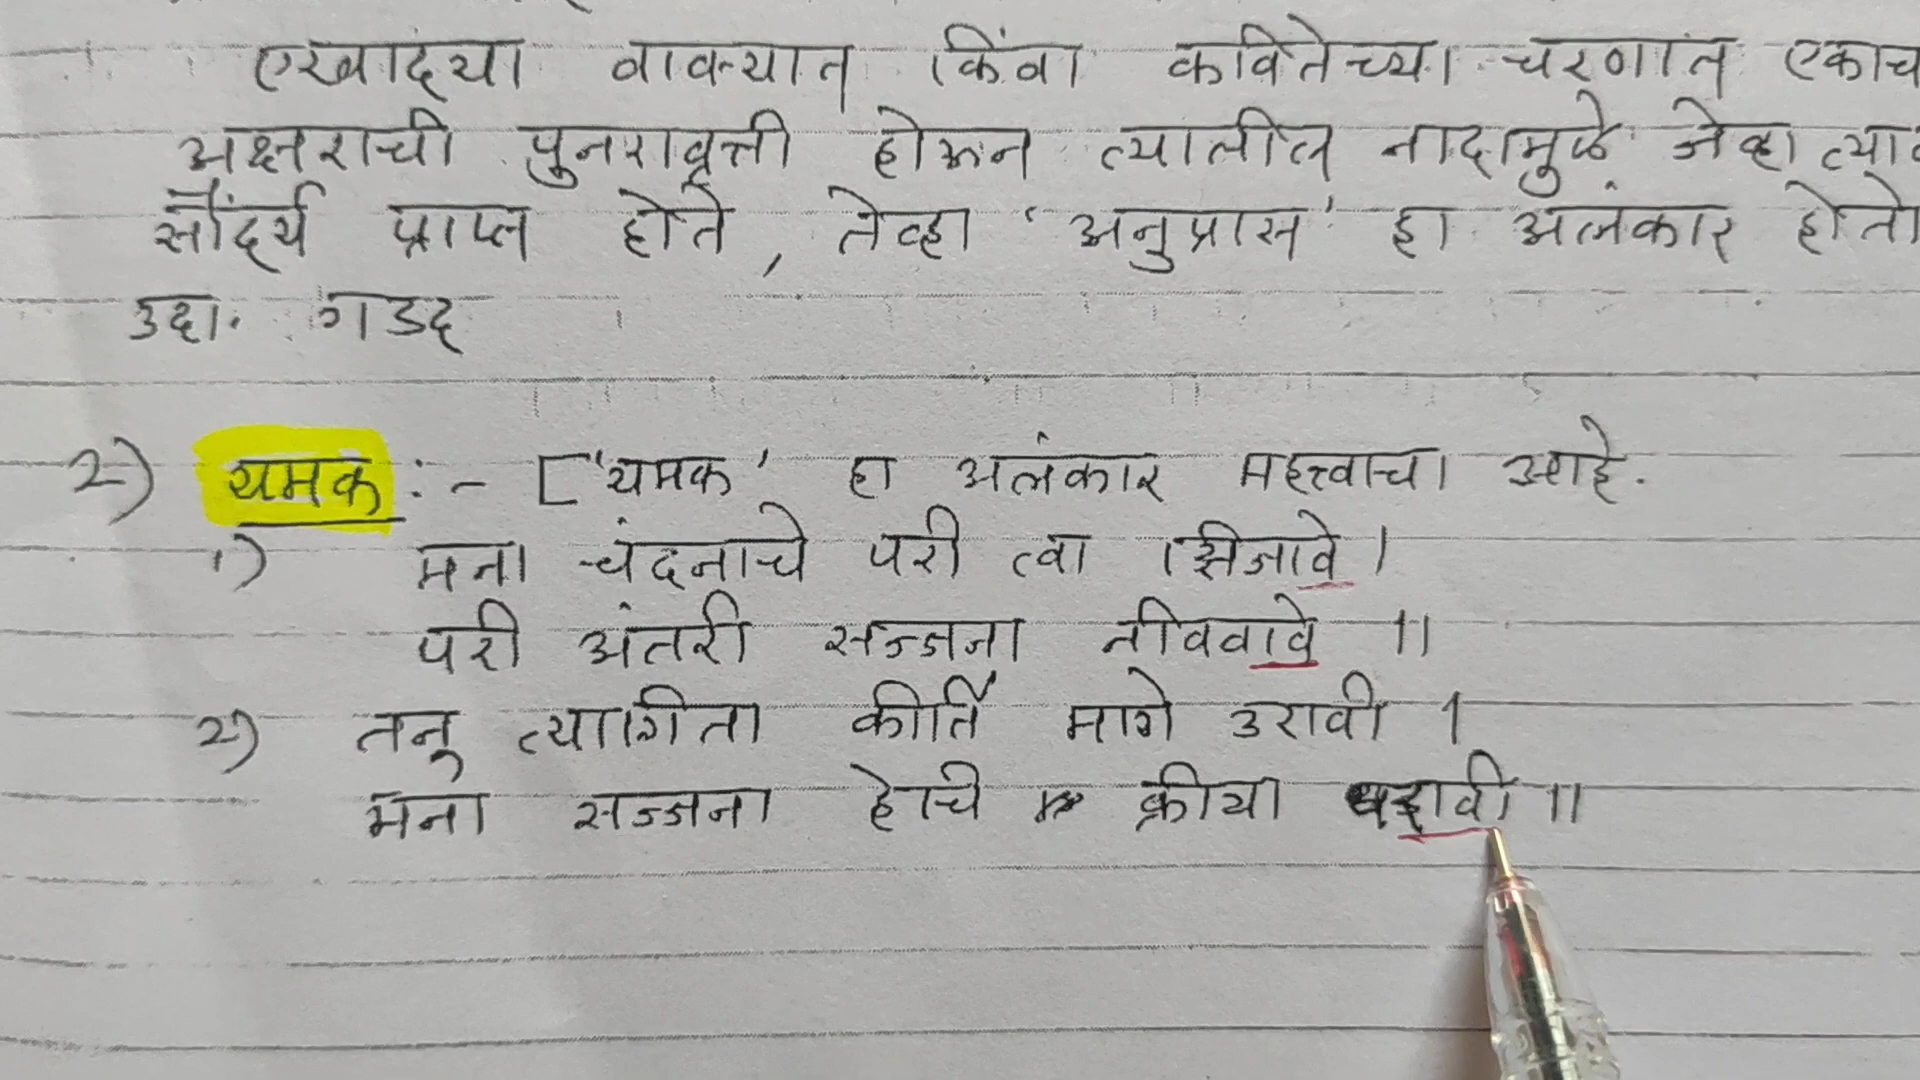 एखाद्या वाक्यात किंवा कवितेच्या चरणात एकाच
अक्षराची पुनरावृत्ती होऊन त्यातील नादामुळे जेव्हा त्या
सौंदर्य प्राप्त होते, तेव्हा 'अनुप्रास' हा अलंकार होतो
उदा. गडद
2) यमक :- ['यमक' हा अलंकार महत्त्वाचा आहे.
1) मना चंदनाचे परी त्वा झिजावे।
परी अंतरी सज्जना नीववावे ॥
2) तनु त्यागिता कीर्ति मागे उरावी ।
मना सज्जना हेचि क्रीया धरावी ॥